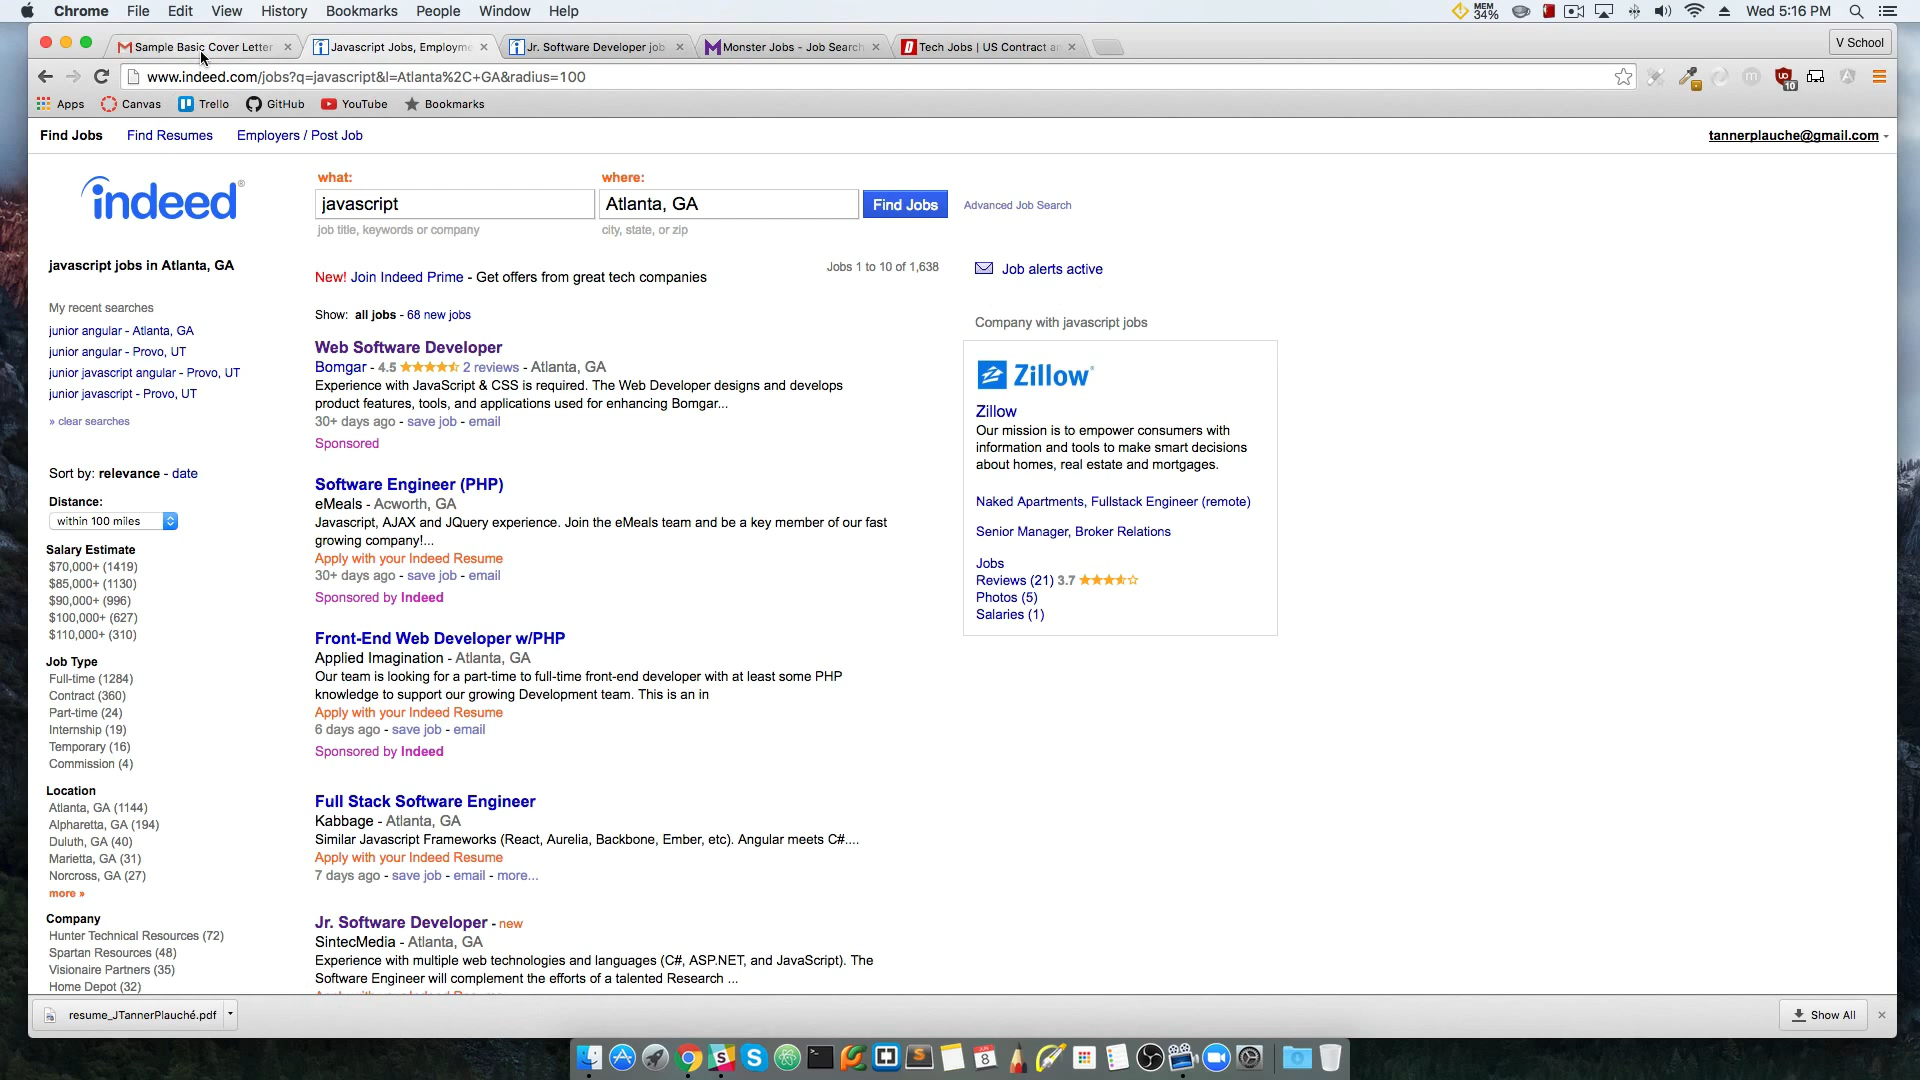 Chrome File Edit View History Bookmarks People Window Help
MEM 34% Wed 5:16 PM
Sample Basic Cover Letter
Javascript Jobs, Employme
Jr. Software Developer job
Monster Jobs - Job Search
Tech Jobs | US Contract an
V School
www.indeed.com/jobs?q=javascript&l=Atlanta%2C+GA&radius=100
10
Apps Canvas Trello GitHub YouTube Bookmarks
Find Jobs Find Resumes Employers / Post Job
tannerplauche@gmail.com
indeed®
what: where:
javascript Atlanta, GA Find Jobs Advanced Job Search
job title, keywords or company city, state, or zip
javascript jobs in Atlanta, GA
My recent searches
junior angular - Atlanta, GA
junior angular - Provo, UT
junior javascript angular - Provo, UT
junior javascript - Provo, UT
» clear searches
Sort by: relevance - date
Distance:
within 100 miles
Salary Estimate
$70,000+ (1419)
$85,000+ (1130)
$90,000+ (996)
$100,000+ (627)
$110,000+ (310)
Job Type
Full-time (1284)
Contract (360)
Part-time (24)
Internship (19)
Temporary (16)
Commission (4)
Location
Atlanta, GA (1144)
Alpharetta, GA (194)
Duluth, GA (40)
Marietta, GA (31)
Norcross, GA (27)
more »
Company
Hunter Technical Resources (72)
Spartan Resources (48)
Visionaire Partners (35)
Home Depot (32)
New! Join Indeed Prime - Get offers from great tech companies
Jobs 1 to 10 of 1,638
Show: all jobs - 68 new jobs
Web Software Developer
Bomgar - 4.5 2 reviews - Atlanta, GA
Experience with JavaScript & CSS is required. The Web Developer designs and develops
product features, tools, and applications used for enhancing Bomgar...
30+ days ago - save job - email
Sponsored
Software Engineer (PHP)
eMeals - Acworth, GA
Javascript, AJAX and JQuery experience. Join the eMeals team and be a key member of our fast
growing company!...
Apply with your Indeed Resume
30+ days ago - save job - email
Sponsored by Indeed
Front-End Web Developer w/PHP
Applied Imagination - Atlanta, GA
Our team is looking for a part-time to full-time front-end developer with at least some PHP
knowledge to support our growing Development team. This is an in
Apply with your Indeed Resume
6 days ago - save job - email
Sponsored by Indeed
Full Stack Software Engineer
Kabbage - Atlanta, GA
Similar Javascript Frameworks (React, Aurelia, Backbone, Ember, etc). Angular meets C#....
Apply with your Indeed Resume
7 days ago - save job - email - more...
Jr. Software Developer - new
SintecMedia - Atlanta, GA
Experience with multiple web technologies and languages (C#, ASP.NET, and JavaScript). The
Software Engineer will complement the efforts of a talented Research ...
Job alerts active
Company with javascript jobs
Zillow
Zillow
Our mission is to empower consumers with
information and tools to make smart decisions
about homes, real estate and mortgages.
Naked Apartments, Fullstack Engineer (remote)
Senior Manager, Broker Relations
Jobs
Reviews (21) 3.7
Photos (5)
Salaries (1)
resume_JTannerPlauché.pdf
Show All
8